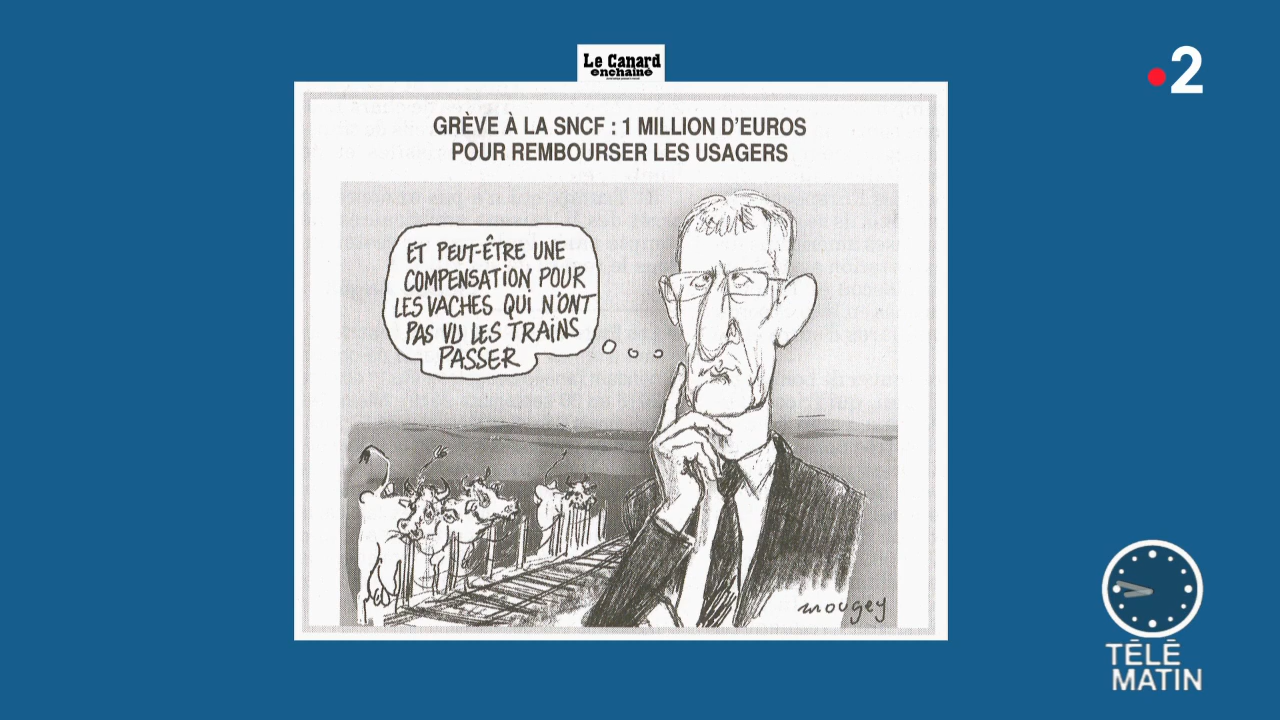 Le Canard
enchaîné
2
GRÈVE À LA SNCF : 1 MILLION D'EUROS
POUR REMBOURSER LES USAGERS
ET PEUT-ÊTRE UNE
COMPENSATION POUR
LES VACHES QUI N'ONT
PAS VU LES TRAINS
PASSER
mougey
TÉLÉ
MATIN